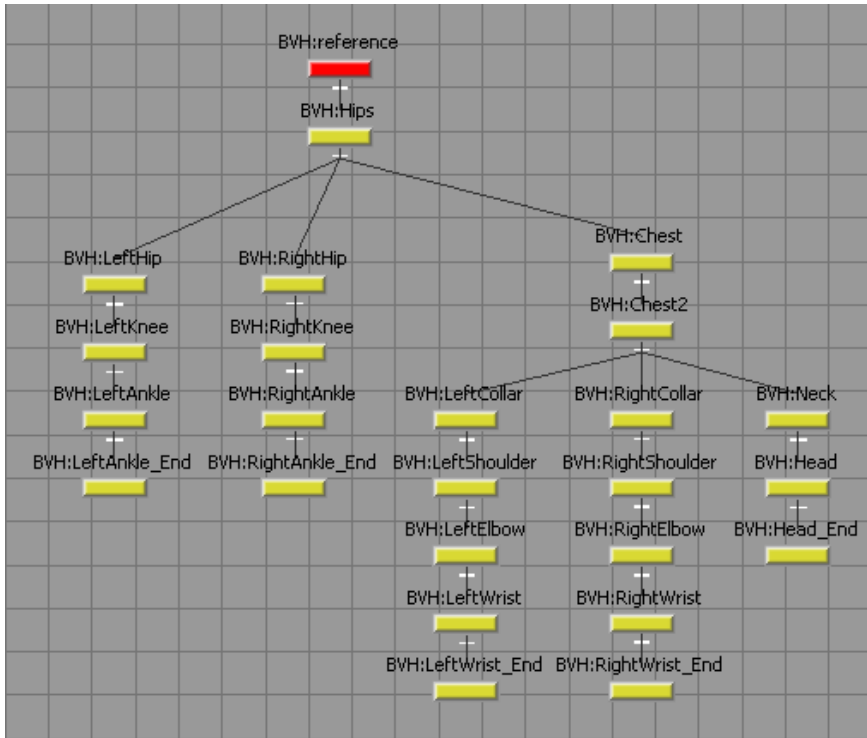 BVH:reference
BVH:Hips
BVH:Chest
BVH:LeftHip
BVH:RightHip
BVH:Chest2
BVH:LeftKnee
BVH:RightKnee
BVH:LeftAnkle
BVH:RightAnkle
BVH:LeftCollar
BVH:RightCollar
BVH:Neck
BVH:LeftAnkle_End
BVH:RightAnkle_End
BVH:LeftShoulder
BVH:RightShoulder
BVH:Head
BVH:LeftElbow
BVH:RightElbow
BVH:Head_End
BVH:LeftWrist
BVH:RightWrist
BVH:LeftWrist_End
BVH:RightWrist_End